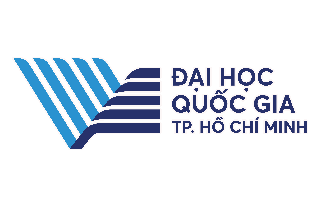 ĐẠI HỌC
QUỐC GIA
TP. HỒ CHÍ MINH